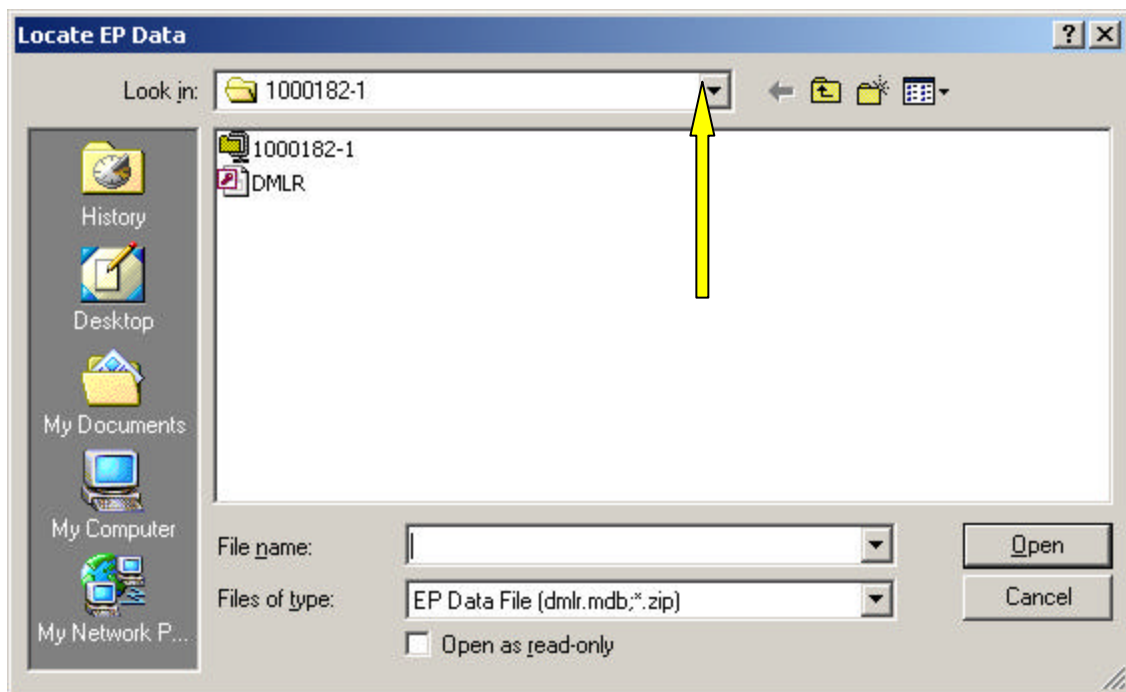 Locate EP Data
Look in: 1000182-1
1000182-1
DMLR
History
Desktop
My Documents
My Computer
My Network P...
File name:
Open
Files of type: EP Data File (dmlr.mdb;*.zip)
Cancel
Open as read-only